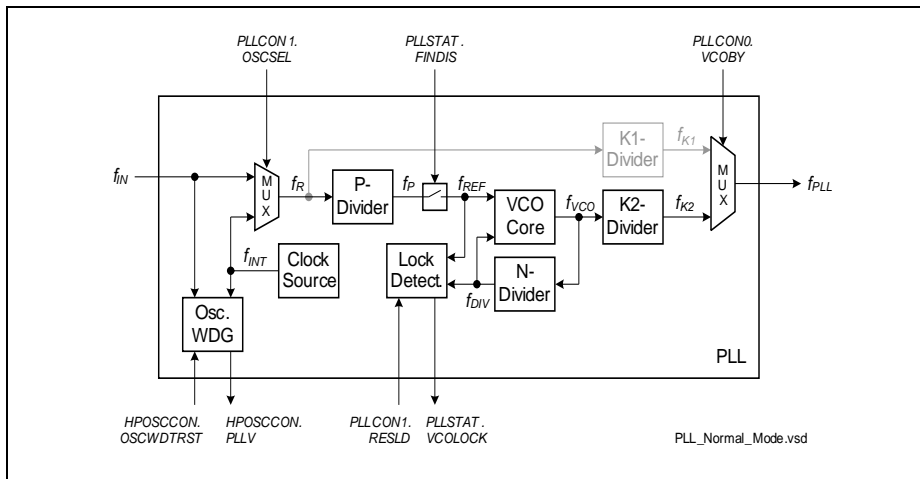 PLLCON1.
OSCSEL
PLLSTAT.
FINDIS
PLLCON0.
VCOBY
K1-
Divider
fK1
fIN
MUX
fR
P-
Divider
fP
fREF
VCO
Core
fVCO
K2-
Divider
fK2
MUX
fPLL
fINT
Clock
Source
Lock
Detect.
fDIV
N-
Divider
Osc.
WDG
PLL
HPOSCCON.
OSCWDTRST
HPOSCCON.
PLLV
PLLCON1.
RESLD
PLLSTAT.
VCOLOCK
PLL_Normal_Mode.vsd